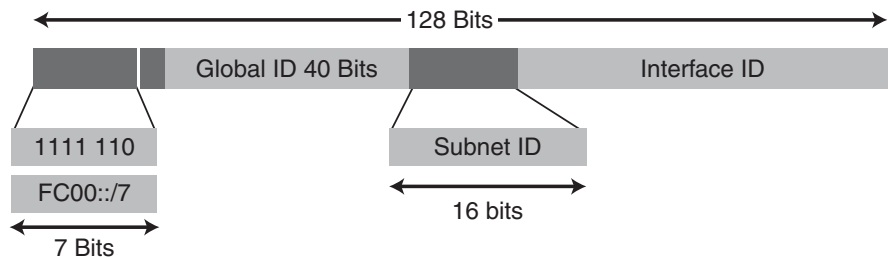 128 Bits
Global ID 40 Bits
Interface ID
1111 110
Subnet ID
FC00::/7
16 bits
7 Bits